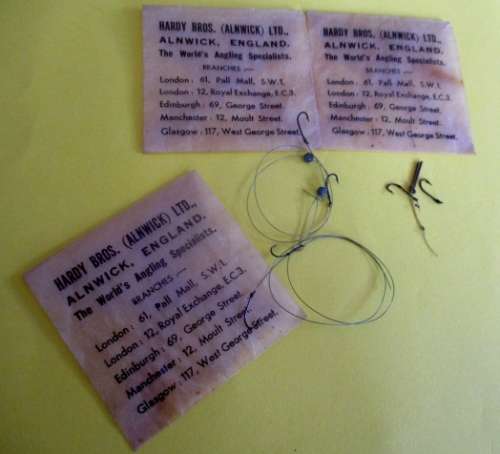 HARDY BROS. (ALNWICK) LTD.,
ALNWICK, ENGLAND.
The World's Angling Specialists.
BRANCHES :—
London : 61, Pall Mall, S.W.1.
London : 12, Royal Exchange, E.C.3.
Edinburgh : 69, George Street.
Manchester : 12, Moult Street.
Glasgow : 117, West George Street.
HARDY BROS. (ALNWICK) LTD.,
ALNWICK, ENGLAND.
The World's Angling Specialists.
BRANCHES :—
London : 61, Pall Mall, S.W.1.
London : 12, Royal Exchange, E.C.3.
Edinburgh : 69, George Street.
Manchester : 12, Moult Street.
Glasgow : 117, West George Street.
HARDY BROS. (ALNWICK) LTD.,
ALNWICK, ENGLAND.
The World's Angling Specialists.
BRANCHES :—
London : 61, Pall Mall, S.W.1.
London : 12, Royal Exchange, E.C.3.
Edinburgh : 69, George Street.
Manchester : 12, Moult Street.
Glasgow : 117, West George Street.